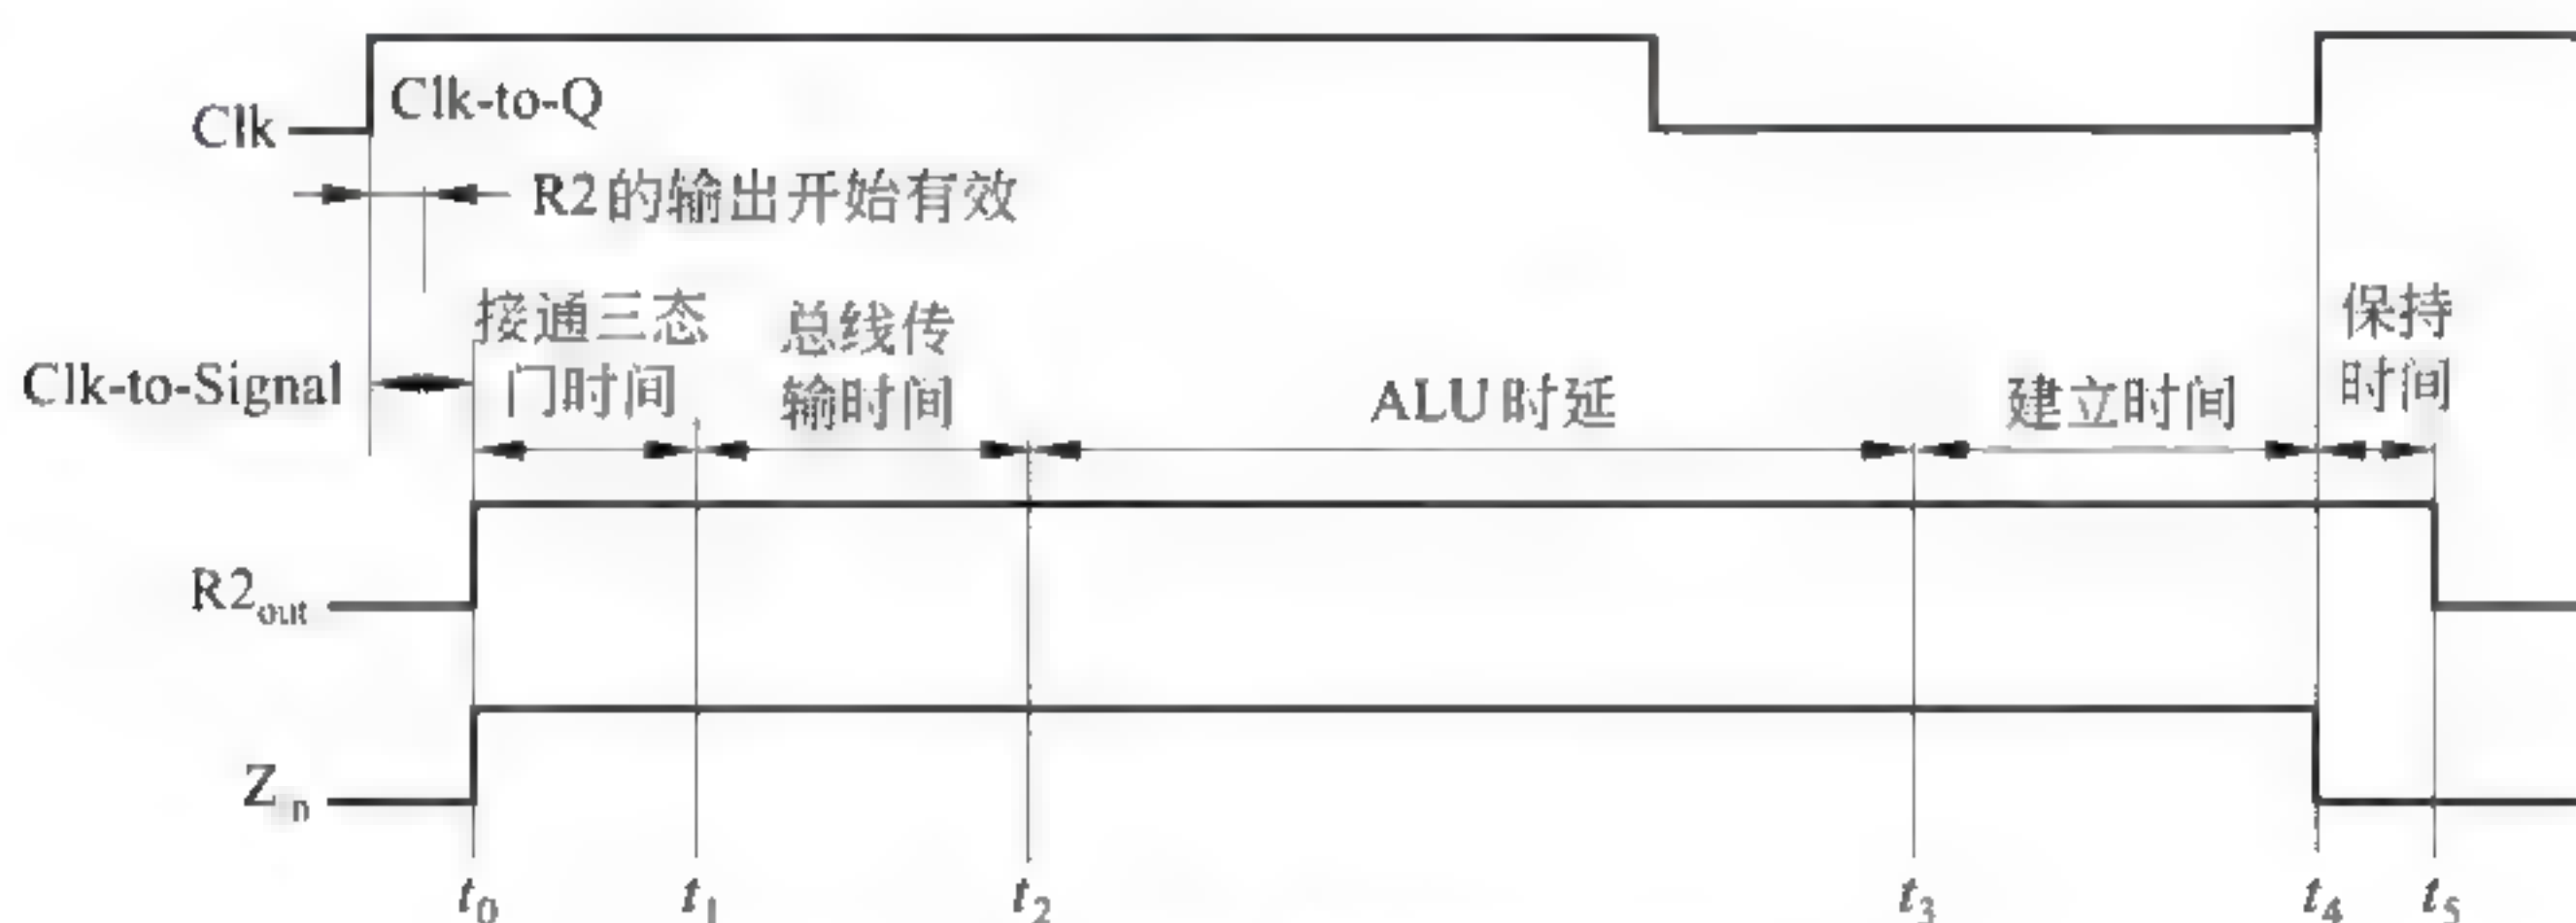 Clk
Clk-to-Q
R2的输出开始有效
Clk-to-Signal
接通三态
门时间
总线传
输时间
ALU时延
建立时间
保持
时间
R2out
Zin
t0
t1
t2
t3
t4
t5